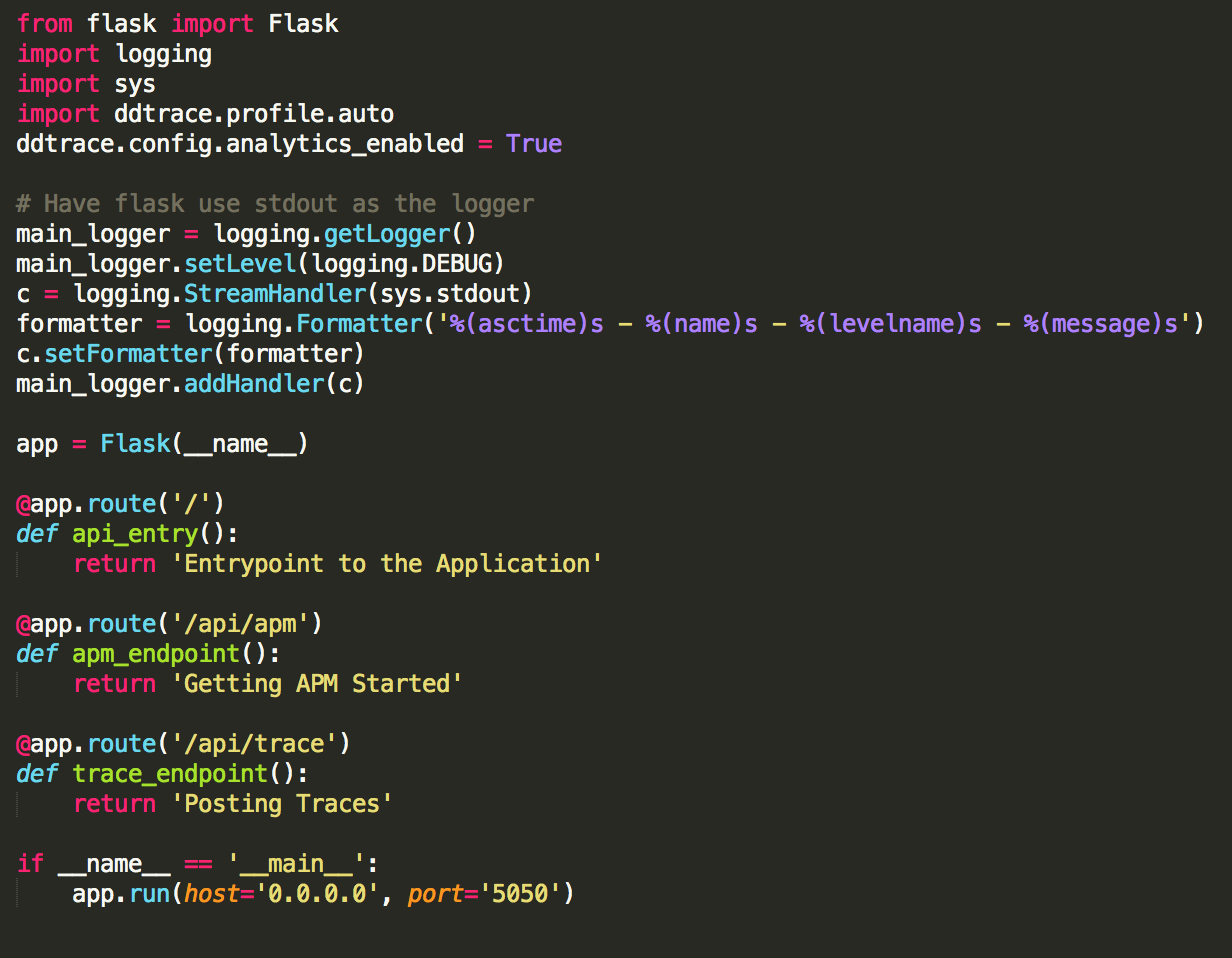 from flask import Flask
import logging
import sys
import ddtrace.profile.auto
ddtrace.config.analytics_enabled = True

# Have flask use stdout as the logger
main_logger = logging.getLogger()
main_logger.setLevel(logging.DEBUG)
c = logging.StreamHandler(sys.stdout)
formatter = logging.Formatter('%(asctime)s - %(name)s - %(levelname)s - %(message)s')
c.setFormatter(formatter)
main_logger.addHandler(c)

app = Flask(__name__)

@app.route('/')
def api_entry():
    return 'Entrypoint to the Application'

@app.route('/api/apm')
def apm_endpoint():
    return 'Getting APM Started'

@app.route('/api/trace')
def trace_endpoint():
    return 'Posting Traces'

if __name__ == '__main__':
    app.run(host='0.0.0.0', port='5050')